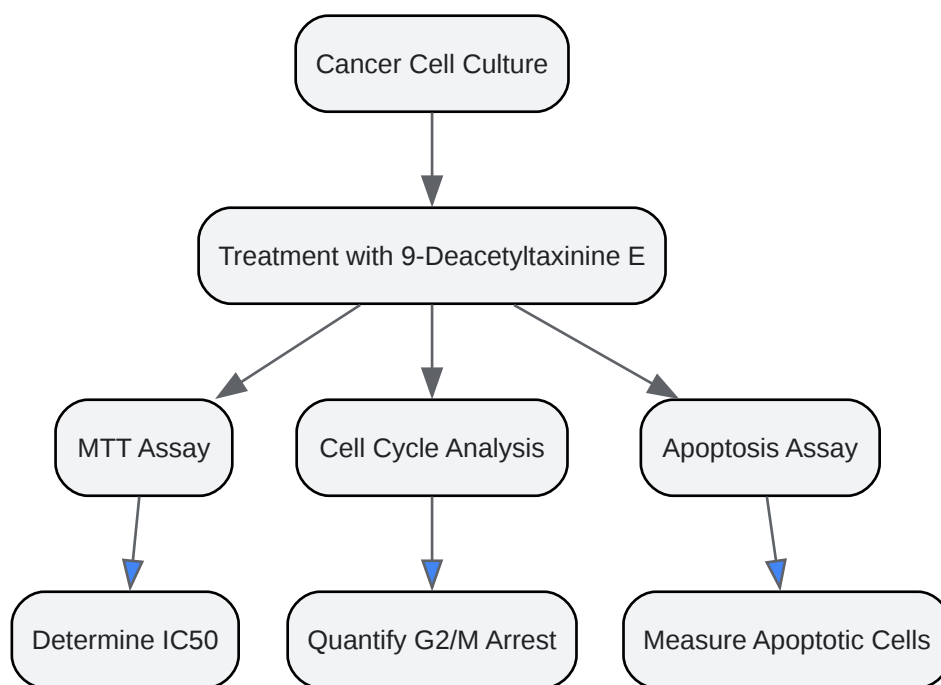 Cancer Cell Culture
Treatment with 9-Deacetyltaxinine E
MTT Assay
Cell Cycle Analysis
Apoptosis Assay
Determine IC50
Quantify G2/M Arrest
Measure Apoptotic Cells